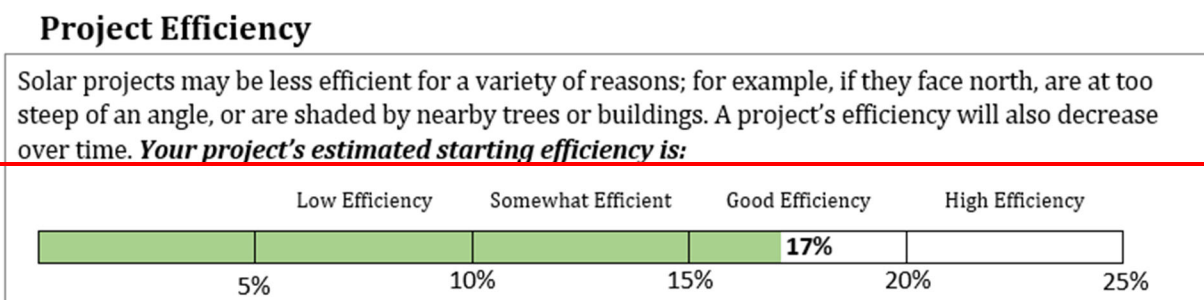 Project Efficiency
Solar projects may be less efficient for a variety of reasons; for example, if they face north, are at too
steep of an angle, or are shaded by nearby trees or buildings. A project's efficiency will also decrease
over time. Your project's estimated starting efficiency is:
Low Efficiency Somewhat Efficient Good Efficiency High Efficiency
17%
5% 10% 15% 20% 25%